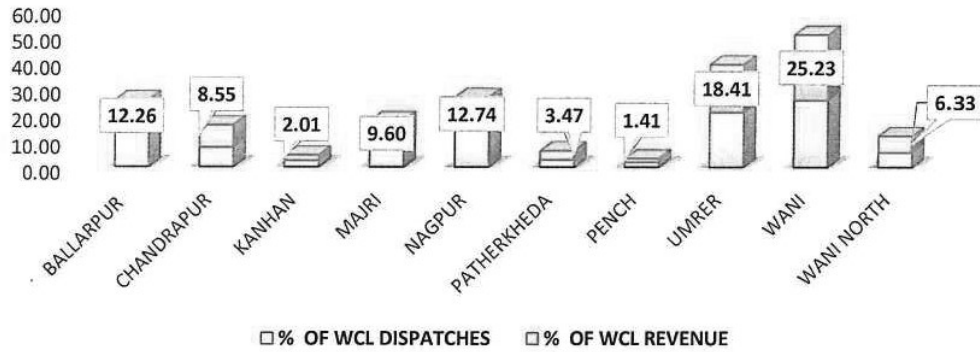 60.00
50.00
40.00
30.00
20.00
10.00
0.00
12.26
8.55
2.01
9.60
12.74
3.47
1.41
18.41
25.23
6.33
BALLARPUR
CHANDRAPUR
KANHAN
MAJRI
NAGPUR
PATHERKHEDA
PENCH
UMRER
WANI
WANI NORTH
% OF WCL DISPATCHES % OF WCL REVENUE